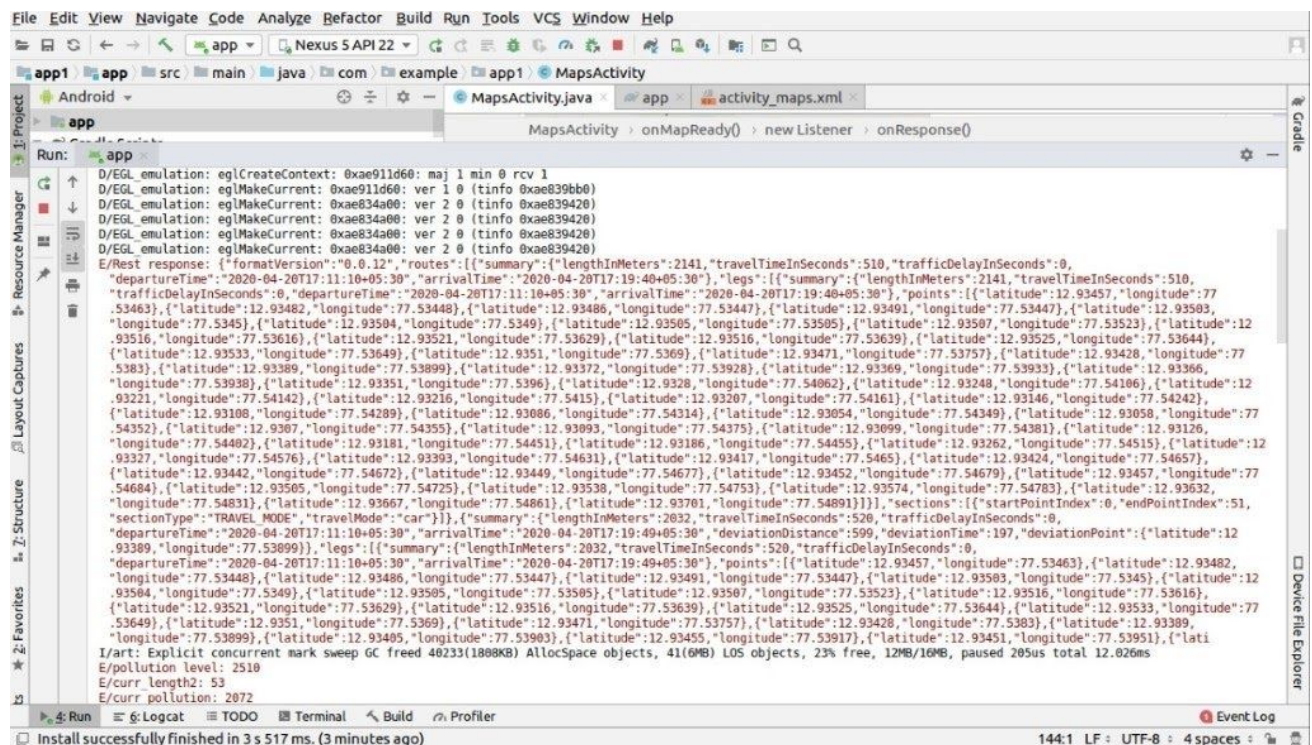 File Edit View Navigate Code Analyze Refactor Build Run Tools VCS Window Help
app Nexus 5 API 22
app1 app src main java com example app1 MapsActivity
Android MapsActivity.java app activity_maps.xml
app MapsActivity › onMapReady() › new Listener › onResponse()
Run: app
D/EGL_emulation: eglCreateContext: 0xae911d60: maj 1 min 0 rcv 1
D/EGL_emulation: eglMakeCurrent: 0xae911d60: ver 1 0 (tinfo 0xae839bb0)
D/EGL_emulation: eglMakeCurrent: 0xae834a00: ver 2 0 (tinfo 0xae839420)
D/EGL_emulation: eglMakeCurrent: 0xae834a00: ver 2 0 (tinfo 0xae839420)
D/EGL_emulation: eglMakeCurrent: 0xae834a00: ver 2 0 (tinfo 0xae839420)
D/EGL_emulation: eglMakeCurrent: 0xae834a00: ver 2 0 (tinfo 0xae839420)
E/Rest response: {"formatVersion":"0.0.12","routes":[{"summary":{"lengthInMeters":2141,"travelTimeInSeconds":510,"trafficDelayInSeconds":0,
"departureTime":"2020-04-20T17:11:10+05:30","arrivalTime":"2020-04-20T17:19:40+05:30"},"legs":[{"summary":{"lengthInMeters":2141,"travelTimeInSeconds":510,
"trafficDelayInSeconds":0,"departureTime":"2020-04-20T17:11:10+05:30","arrivalTime":"2020-04-20T17:19:40+05:30"},"points":[{"latitude":12.93457,"longitude":77
.53463},{"latitude":12.93482,"longitude":77.53448},{"latitude":12.93486,"longitude":77.53447},{"latitude":12.93491,"longitude":77.53447},{"latitude":12.93503,
"longitude":77.5345},{"latitude":12.93504,"longitude":77.5349},{"latitude":12.93505,"longitude":77.53505},{"latitude":12.93507,"longitude":77.53523},{"latitude":12
.93516,"longitude":77.53616},{"latitude":12.93521,"longitude":77.53629},{"latitude":12.93516,"longitude":77.53639},{"latitude":12.93525,"longitude":77.53644},
{"latitude":12.93533,"longitude":77.53649},{"latitude":12.9351,"longitude":77.5369},{"latitude":12.93471,"longitude":77.53757},{"latitude":12.93428,"longitude":77
.5383},{"latitude":12.93389,"longitude":77.53899},{"latitude":12.93372,"longitude":77.53928},{"latitude":12.93369,"longitude":77.53933},{"latitude":12.93366,
"longitude":77.53938},{"latitude":12.93351,"longitude":77.5396},{"latitude":12.9328,"longitude":77.54062},{"latitude":12.93248,"longitude":77.54106},{"latitude":12
.93221,"longitude":77.54142},{"latitude":12.93216,"longitude":77.5415},{"latitude":12.93207,"longitude":77.54161},{"latitude":12.93146,"longitude":77.54242},
{"latitude":12.93108,"longitude":77.54289},{"latitude":12.93086,"longitude":77.54314},{"latitude":12.93054,"longitude":77.54349},{"latitude":12.93058,"longitude":77
.54352},{"latitude":12.9307,"longitude":77.54355},{"latitude":12.93093,"longitude":77.54375},{"latitude":12.93099,"longitude":77.54381},{"latitude":12.93126,
"longitude":77.54402},{"latitude":12.93181,"longitude":77.54451},{"latitude":12.93186,"longitude":77.54455},{"latitude":12.93262,"longitude":77.54515},{"latitude":12
.93327,"longitude":77.54576},{"latitude":12.93393,"longitude":77.54631},{"latitude":12.93417,"longitude":77.5465},{"latitude":12.93424,"longitude":77.54657},
{"latitude":12.93442,"longitude":77.54672},{"latitude":12.93449,"longitude":77.54677},{"latitude":12.93452,"longitude":77.54679},{"latitude":12.93457,"longitude":77
.54684},{"latitude":12.93505,"longitude":77.54725},{"latitude":12.93538,"longitude":77.54753},{"latitude":12.93574,"longitude":77.54783},{"latitude":12.93632,
"longitude":77.54831},{"latitude":12.93667,"longitude":77.54861},{"latitude":12.93701,"longitude":77.54891}]}],"sections":[{"startPointIndex":0,"endPointIndex":51,
"sectionType":"TRAVEL_MODE","travelMode":"car"}]},{"summary":{"lengthInMeters":2032,"travelTimeInSeconds":520,"trafficDelayInSeconds":0,
"departureTime":"2020-04-20T17:11:10+05:30","arrivalTime":"2020-04-20T17:19:49+05:30","deviationDistance":599,"deviationTime":197,"deviationPoint":{"latitude":12
.93389,"longitude":77.53899}},"legs":[{"summary":{"lengthInMeters":2032,"travelTimeInSeconds":520,"trafficDelayInSeconds":0,
"departureTime":"2020-04-20T17:11:10+05:30","arrivalTime":"2020-04-20T17:19:49+05:30"},"points":[{"latitude":12.93457,"longitude":77.53463},{"latitude":12.93482,
"longitude":77.53448},{"latitude":12.93486,"longitude":77.53447},{"latitude":12.93491,"longitude":77.53447},{"latitude":12.93503,"longitude":77.5345},{"latitude":12
.93504,"longitude":77.5349},{"latitude":12.93505,"longitude":77.53505},{"latitude":12.93507,"longitude":77.53523},{"latitude":12.93516,"longitude":77.53616},
{"latitude":12.93521,"longitude":77.53629},{"latitude":12.93516,"longitude":77.53639},{"latitude":12.93525,"longitude":77.53644},{"latitude":12.93533,"longitude":77
.53649},{"latitude":12.9351,"longitude":77.5369},{"latitude":12.93471,"longitude":77.53757},{"latitude":12.93428,"longitude":77.5383},{"latitude":12.93389,
"longitude":77.53899},{"latitude":12.93405,"longitude":77.53903},{"latitude":12.93455,"longitude":77.53917},{"latitude":12.93451,"longitude":77.53951},{"lati
I/art: Explicit concurrent mark sweep GC freed 40233(1808KB) AllocSpace objects, 41(6MB) LOS objects, 23% free, 12MB/16MB, paused 205us total 12.026ms
E/pollution level: 2510
E/curr_length2: 53
E/curr pollution: 2072
1: Project
Resource Manager
Layout Captures
7: Structure
2: Favorites
Gradle
Device File Explorer
4: Run 6: Logcat TODO Terminal Build Profiler Event Log
Install successfully finished in 3 s 517 ms. (3 minutes ago) 144:1 LF UTF-8 4 spaces